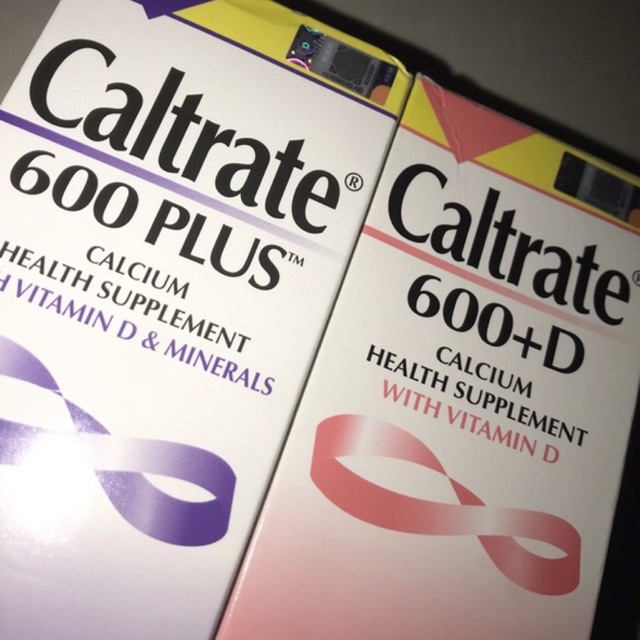 Caltrate®
600 PLUS™
CALCIUM
HEALTH SUPPLEMENT
VITAMIN D & MINERALS
Caltrate®
600+D
CALCIUM
HEALTH SUPPLEMENT
WITH VITAMIN D